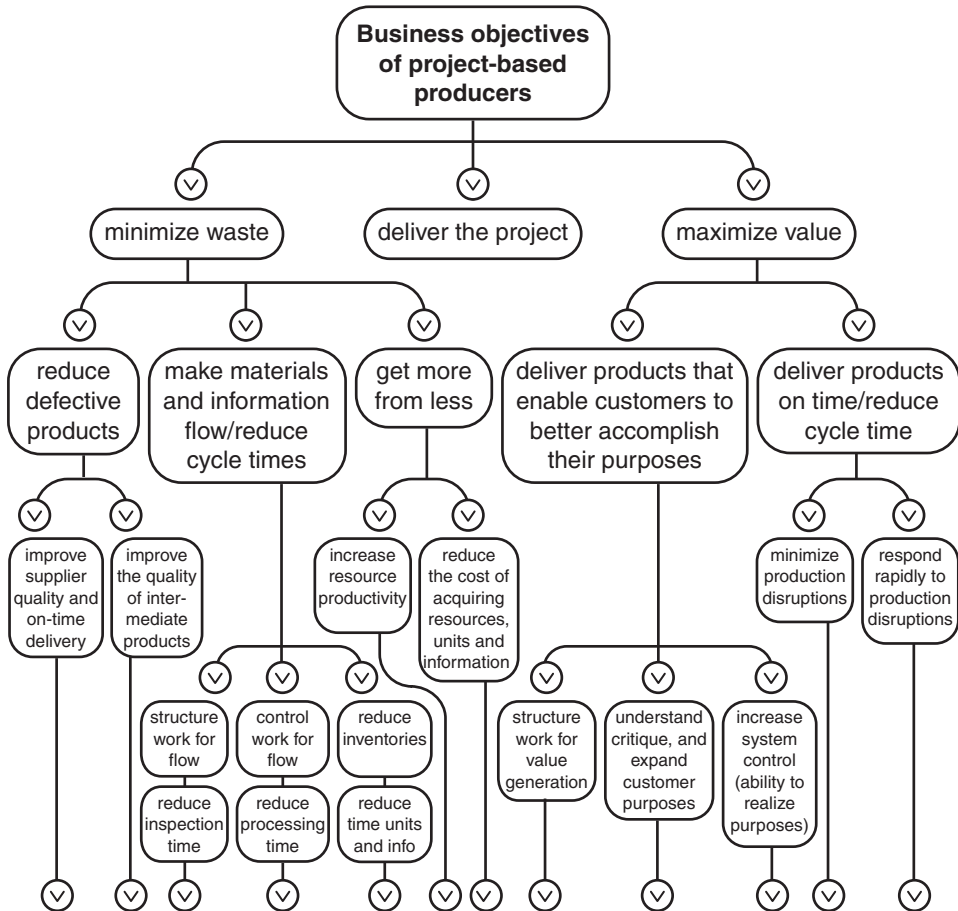 Business objectives
of project-based
producers
minimize waste
deliver the project
maximize value
reduce
defective
products
make materials
and information
flow/reduce
cycle times
get more
from less
deliver products that
enable customers to
better accomplish
their purposes
deliver products
on time/reduce
cycle time
improve
supplier
quality and
on-time
delivery
improve
the quality
of inter-
mediate
products
increase
resource
productivity
reduce
the cost of
acquiring
resources,
units and
information
minimize
production
disruptions
respond
rapidly to
production
disruptions
structure
work for
flow
control
work for
flow
reduce
inventories
structure
work for
value
generation
understand
critique, and
expand
customer
purposes
increase
system
control
(ability to
realize
purposes)
reduce
inspection
time
reduce
processing
time
reduce
time units
and info